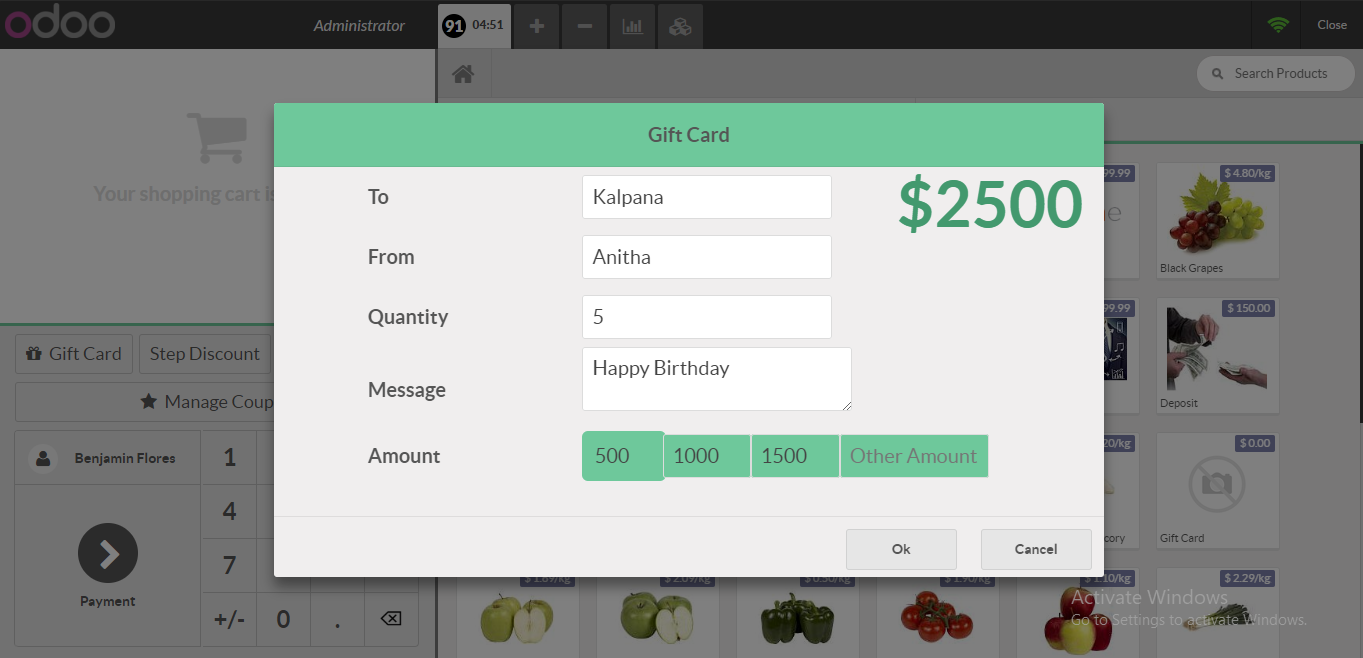 odoo
Administrator
91 04:51
Close
Search Products
Your shopping cart is
Gift Card
To Kalpana
$2500
From Anitha
Quantity 5
Message Happy Birthday
Amount 500 1000 1500 Other Amount
Ok Cancel
Gift Card Step Discount
Manage Coup
Benjamin Flores
Payment
1
4
7
+/- 0 .
99.99
$ 4.80/kg
Black Grapes
99.99
$ 150.00
Deposit
20/kg
$ 0.00
cory
Gift Card
$ 1.69/kg
$ 2.09/kg
$ 0.50/kg
$ 1.90/kg
$ 1.10/kg
$ 2.29/kg
Activate Windows
Go to Settings to activate Windows.